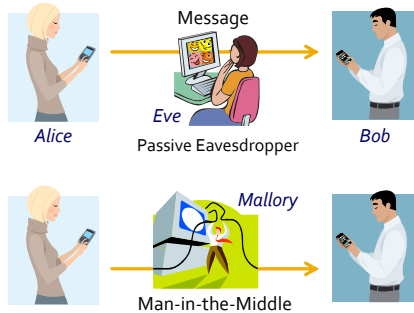 Message
Eve
Alice
Passive Eavesdropper
Bob
Mallory
Man-in-the-Middle